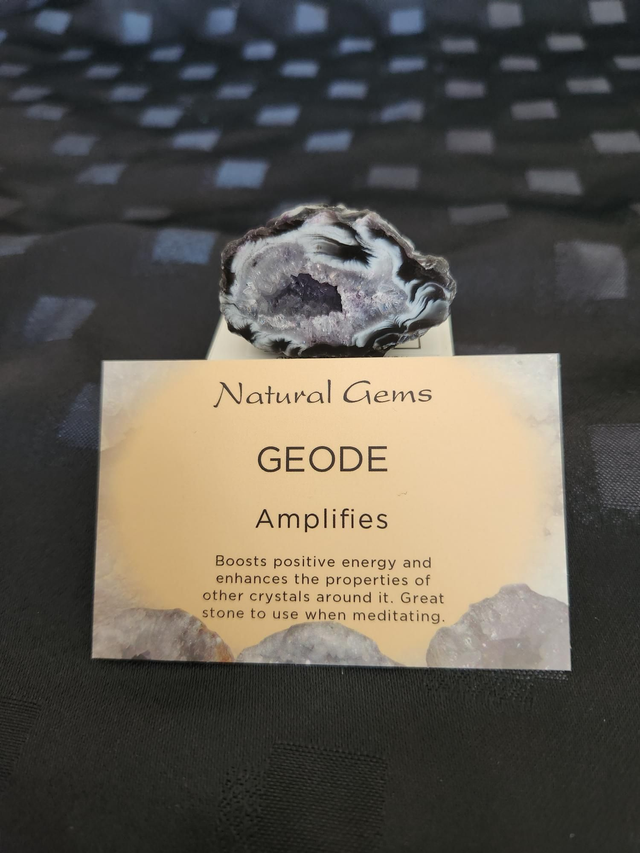 Natural Gems
GEODE
Amplifies
Boosts positive energy and
enhances the properties of
other crystals around it. Great
stone to use when meditating.